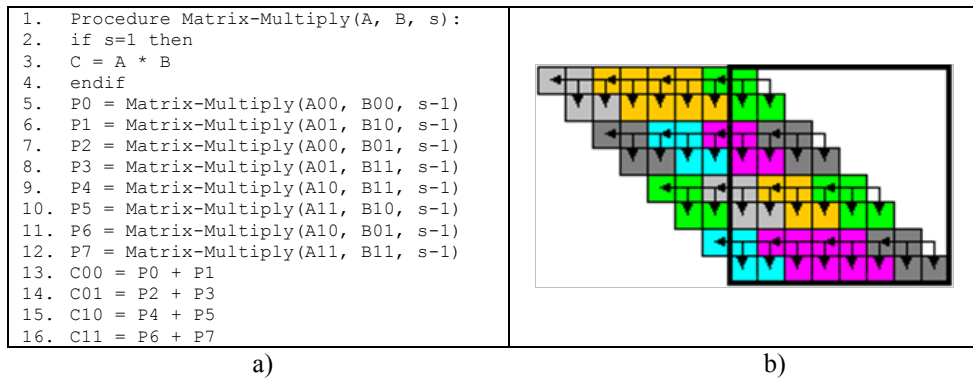 1. Procedure Matrix-Multiply(A, B, s):
2. if s=1 then
3. C = A * B
4. endif
5. P0 = Matrix-Multiply(A00, B00, s-1)
6. P1 = Matrix-Multiply(A01, B10, s-1)
7. P2 = Matrix-Multiply(A00, B01, s-1)
8. P3 = Matrix-Multiply(A01, B11, s-1)
9. P4 = Matrix-Multiply(A10, B11, s-1)
10. P5 = Matrix-Multiply(A11, B10, s-1)
11. P6 = Matrix-Multiply(A10, B01, s-1)
12. P7 = Matrix-Multiply(A11, B11, s-1)
13. C00 = P0 + P1
14. C01 = P2 + P3
15. C10 = P4 + P5
16. C11 = P6 + P7
a)
b)